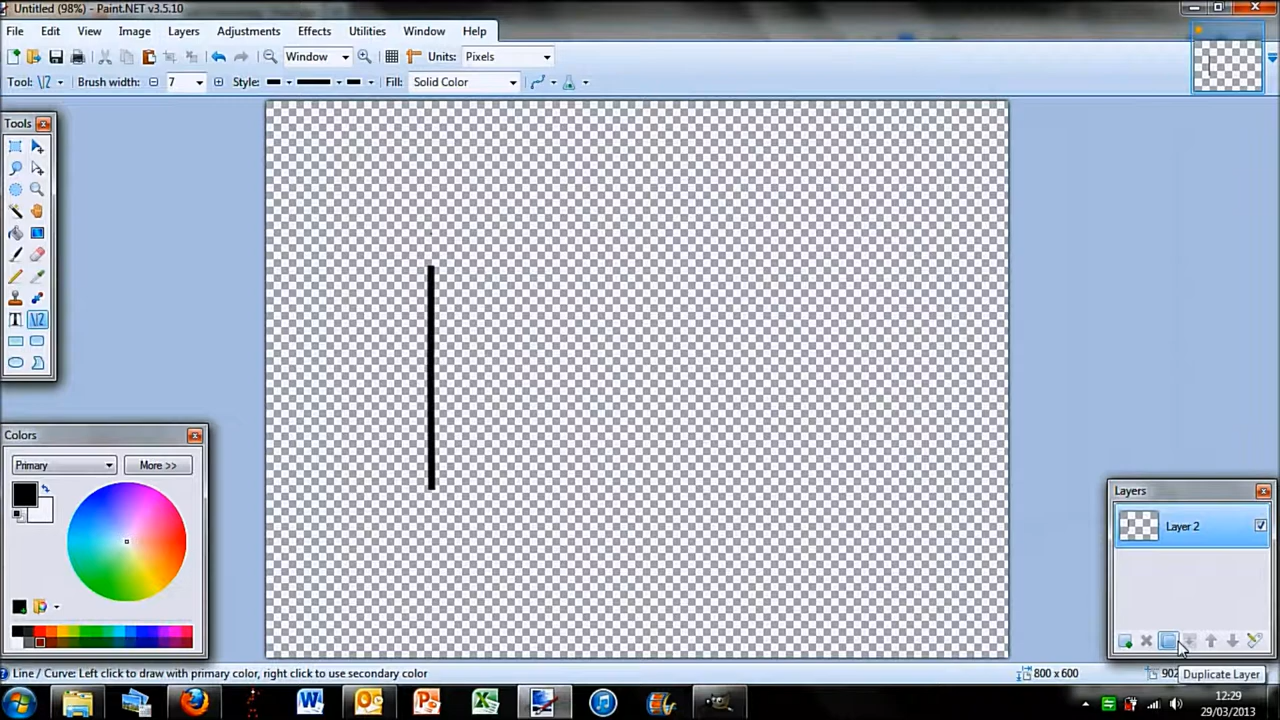 Untitled (98%) - Paint.NET v3.5.10
File Edit View Image Layers Adjustments Effects Utilities Window Help
Window Units: Pixels
Tool: Brush width: 7 Style: Fill: Solid Color
Tools
Colors
Primary More >>
Layers
Layer 2
Line / Curve: Left click to draw with primary color, right click to use secondary color 800 x 600 902
Duplicate Layer
12:29
29/03/2013